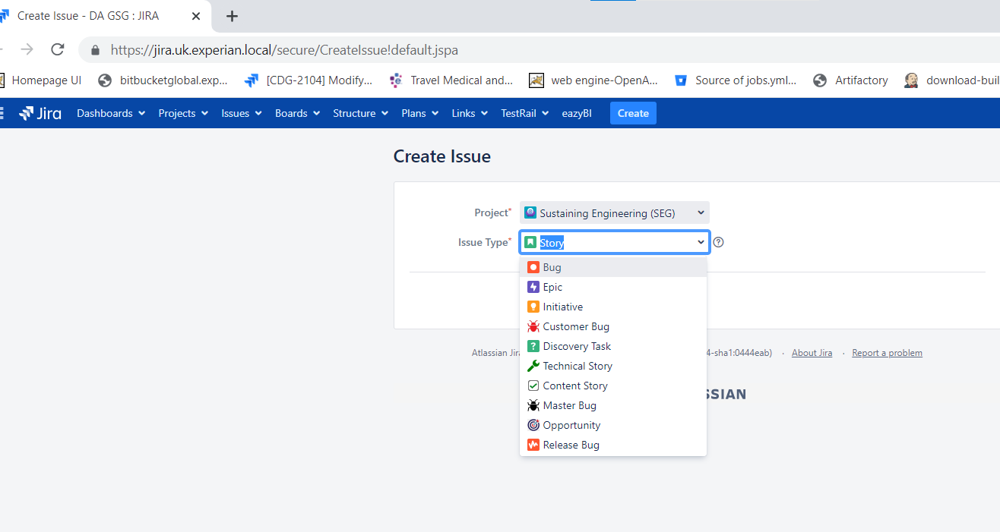 Create Issue - DA GSG : JIRA
https://jira.uk.experian.local/secure/CreateIssue!default.jspa
Homepage UI bitbucketglobal.exp... [CDG-2104] Modify... Travel Medical and... web engine-OpenA... Source of jobs.yml... Artifactory download-buil
Jira Dashboards Projects Issues Boards Structure Plans Links TestRail eazyBI Create
Create Issue
Project* Sustaining Engineering (SEG)
Issue Type* Story
Bug
Epic
Initiative
Customer Bug
Discovery Task
Technical Story
Content Story
Master Bug
Opportunity
Release Bug
Atlassian Jira 4-sha1:0444eab) · About Jira · Report a problem
SSIAN